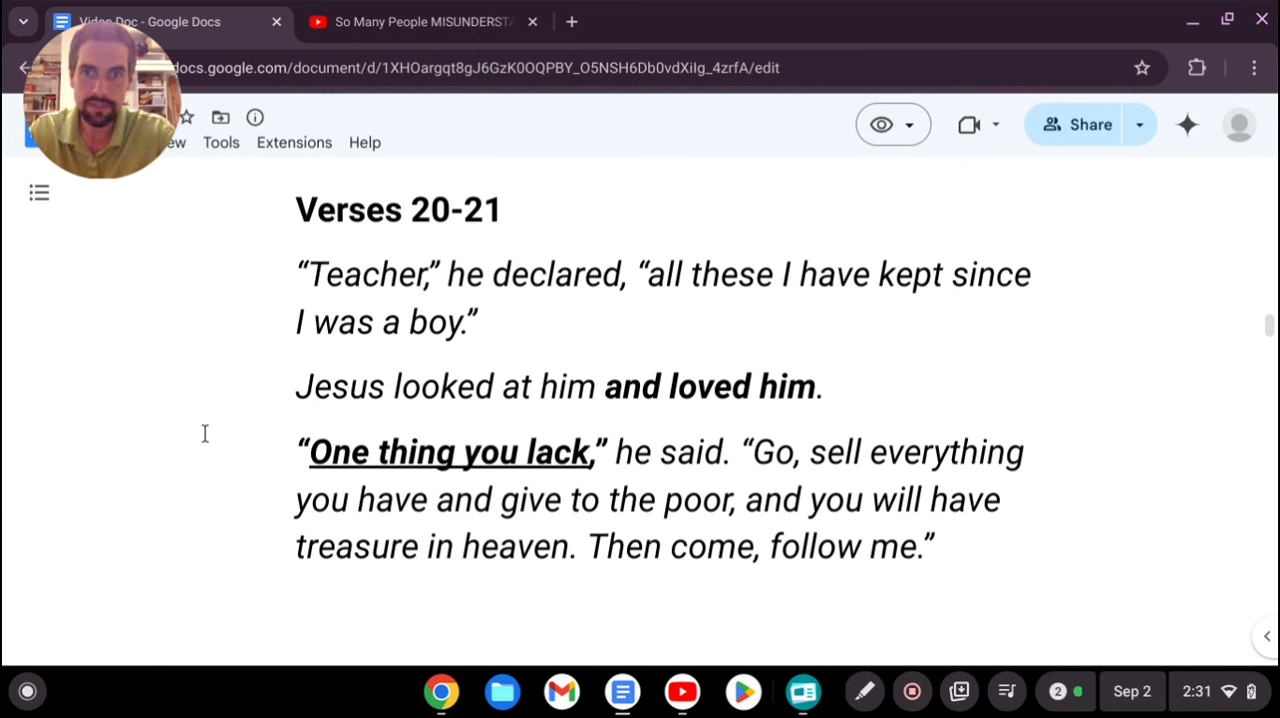 Video Doc - Google Docs
So Many People MISUNDERSTA
docs.google.com/document/d/1XHOargqt8gJ6GzK0OQPBY_O5NSH6Db0vdXiIg_4zrfA/edit
Share
ew Tools Extensions Help
Verses 20-21
“Teacher,” he declared, “all these I have kept since
I was a boy.”
Jesus looked at him and loved him.
“One thing you lack,” he said. “Go, sell everything
you have and give to the poor, and you will have
treasure in heaven. Then come, follow me.”
2
Sep 2
2:31